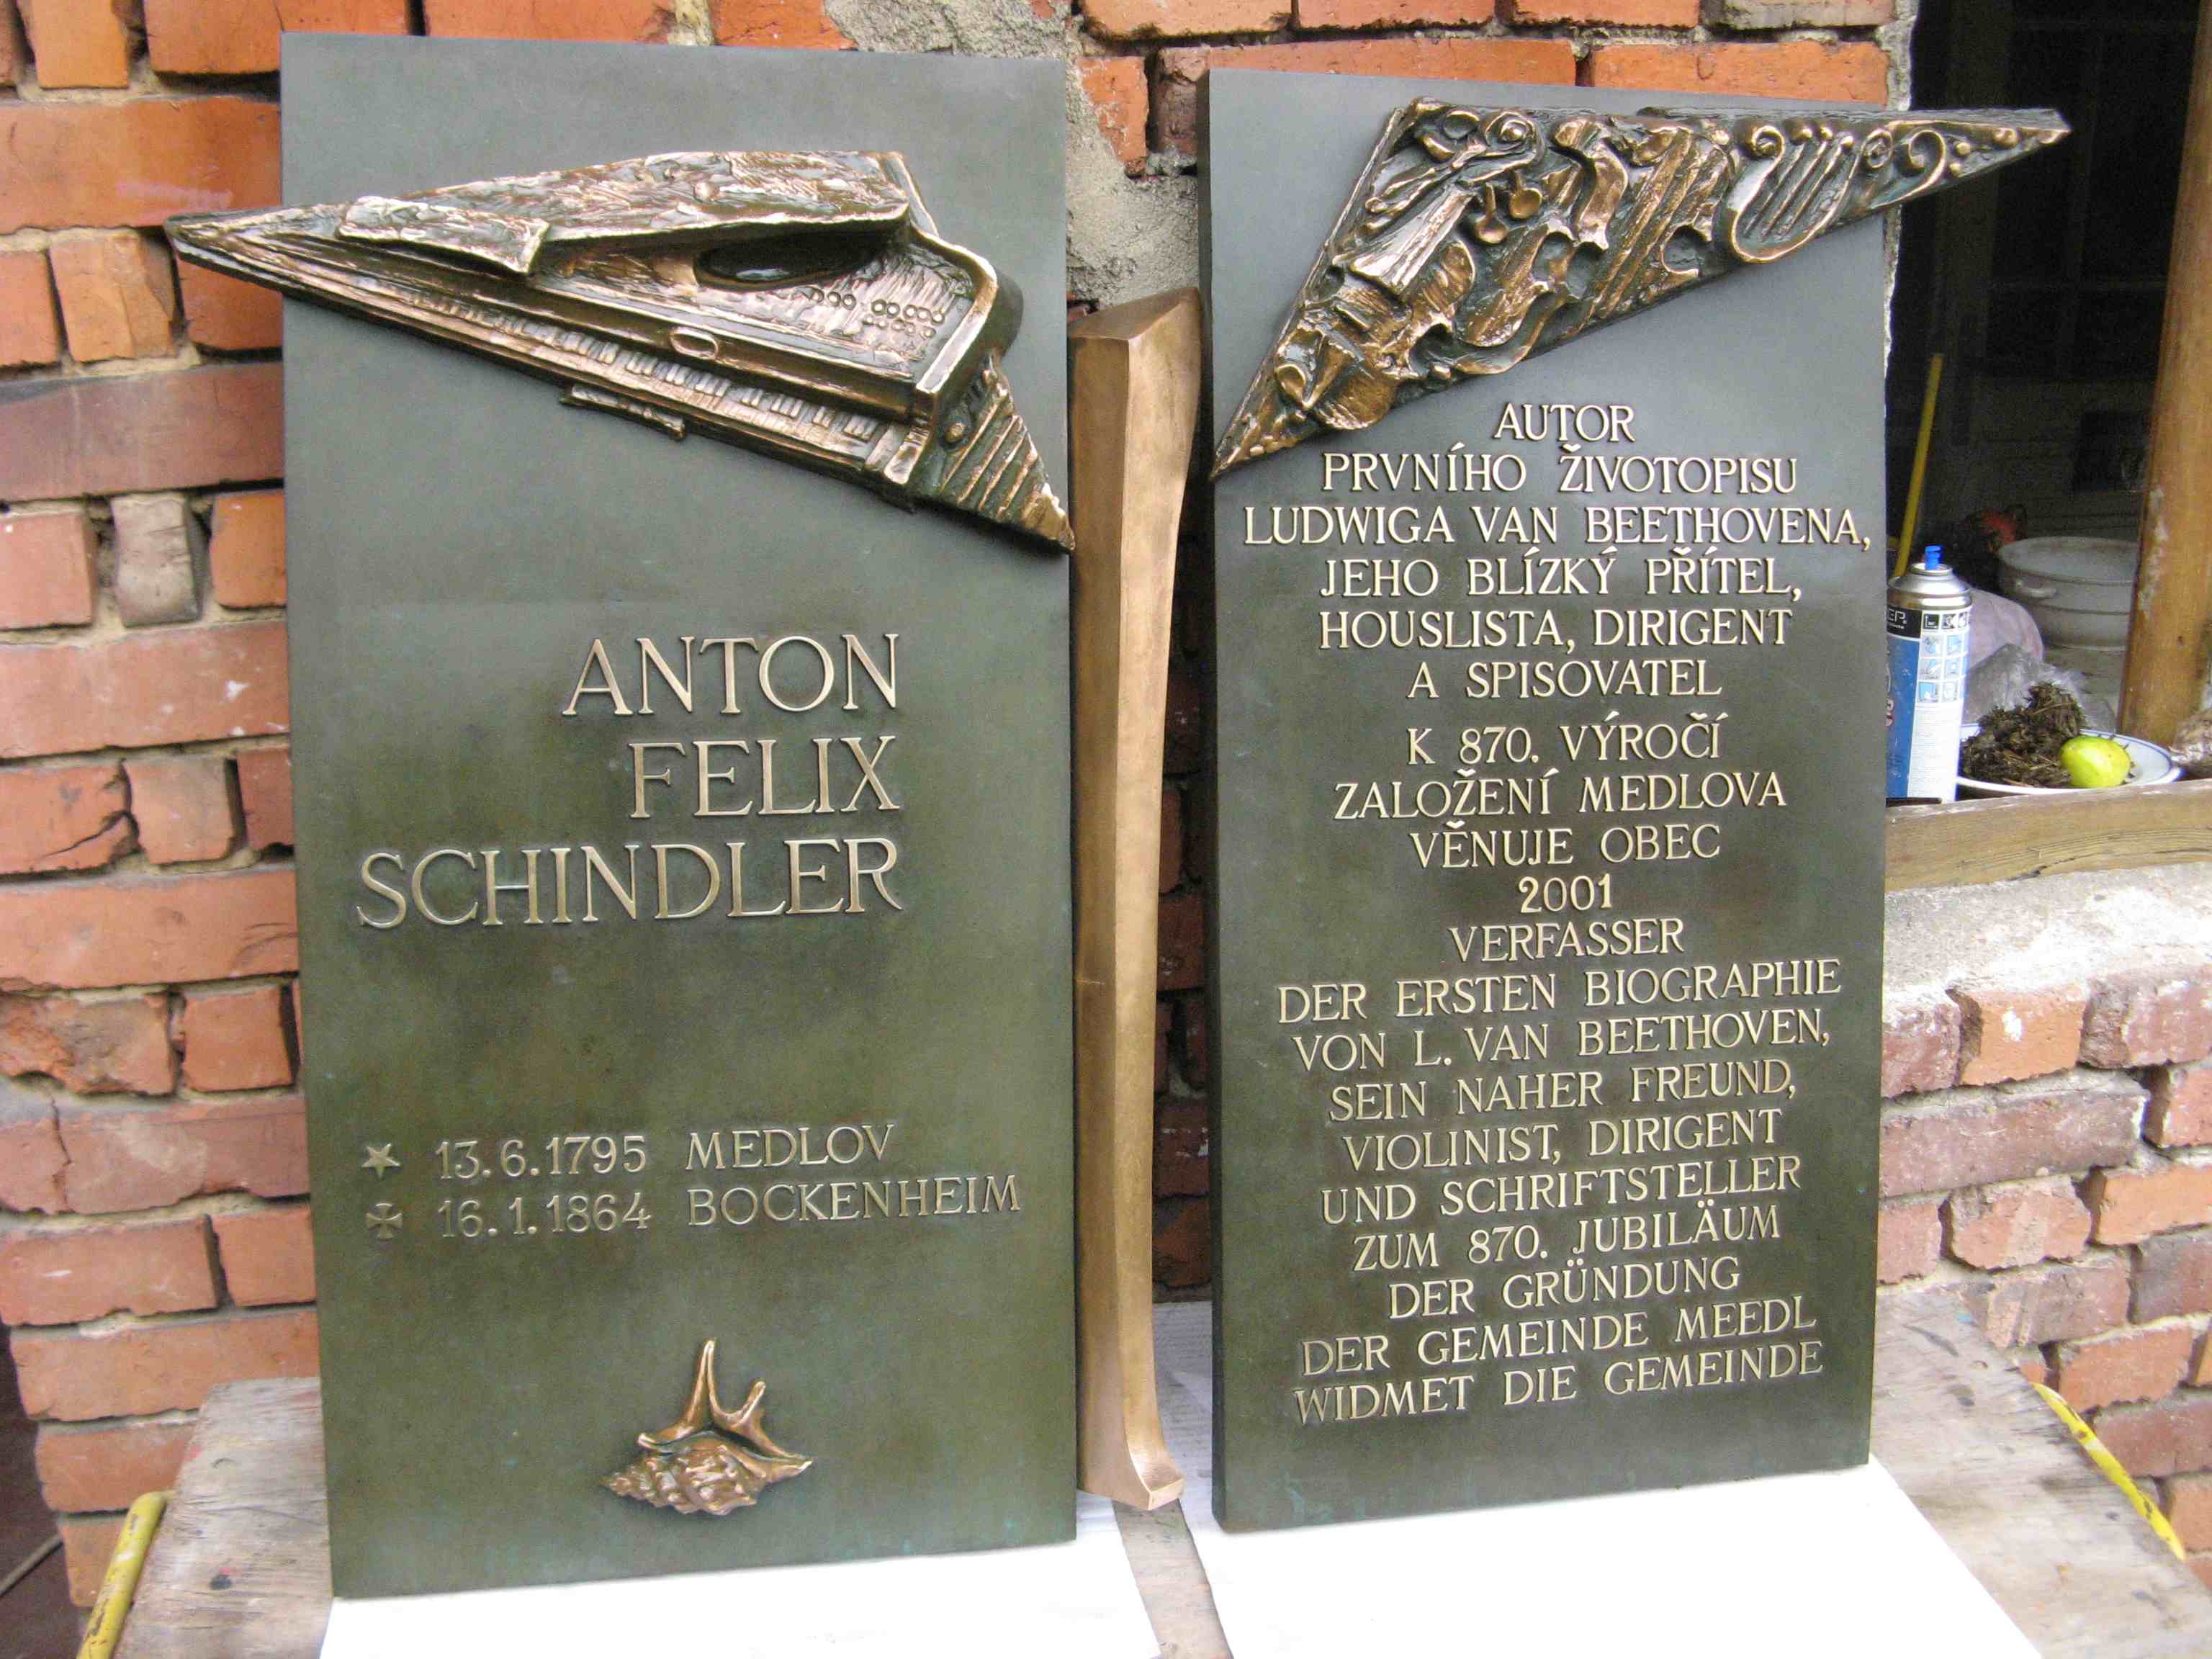 ANTON
FELIX
SCHINDLER
13.6.1795 MEDLOV
16.1.1864 BOCKENHEIM
AUTOR
PRVNÍHO ŽIVOTOPISU
LUDWIGA VAN BEETHOVENA,
JEHO BLÍZKÝ PŘÍTEL,
HOUSLISTA, DIRIGENT
A SPISOVATEL
K 870. VÝROČÍ
ZALOŽENÍ MEDLOVA
VĚNUJE OBEC
2001
VERFASSER
DER ERSTEN BIOGRAPHIE
VON L. VAN BEETHOVEN,
SEIN NAHER FREUND,
VIOLINIST, DIRIGENT
UND SCHRIFTSTELLER
ZUM 870. JUBILÄUM
DER GRÜNDUNG
DER GEMEINDE MEEDL
WIDMET DIE GEMEINDE